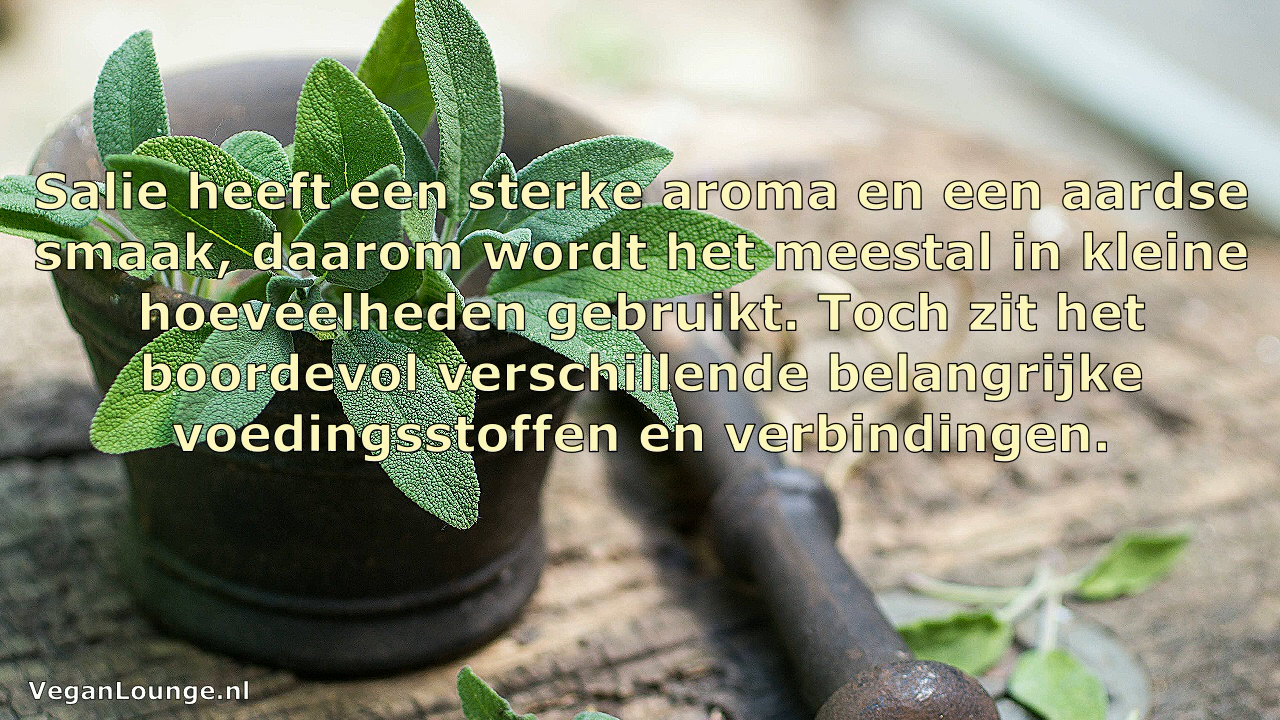 Salie heeft een sterke aroma en een aardse
smaak, daarom wordt het meestal in kleine
hoeveelheden gebruikt. Toch zit het
boordevol verschillende belangrijke
voedingsstoffen en verbindingen.
VeganLounge.nl